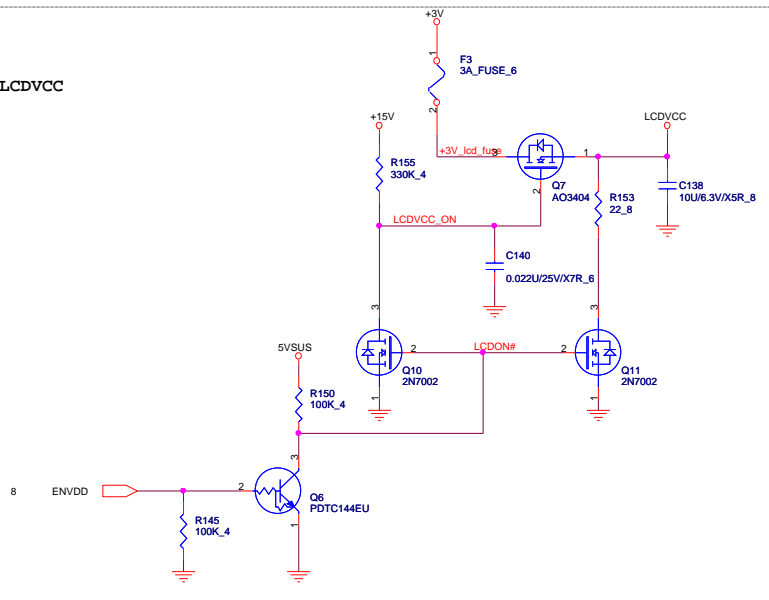 +3V
1
F3
3A_FUSE_6
LCDVCC
2
+15V
LCDVCC
+3V_lcd_fuse
3
1
R155
330K_4
Q7
AO3404
2
R153
22_8
C138
10U/6.3V/X5R_8
LCDVCC_ON
C140
0.022U/25V/X7R_6
3
3
5VSUS
2
LCDON#
2
Q10
2N7002
Q11
2N7002
1
1
R150
100K_4
3
8
ENVDD
2
Q6
PDTC144EU
R145
100K_4
1